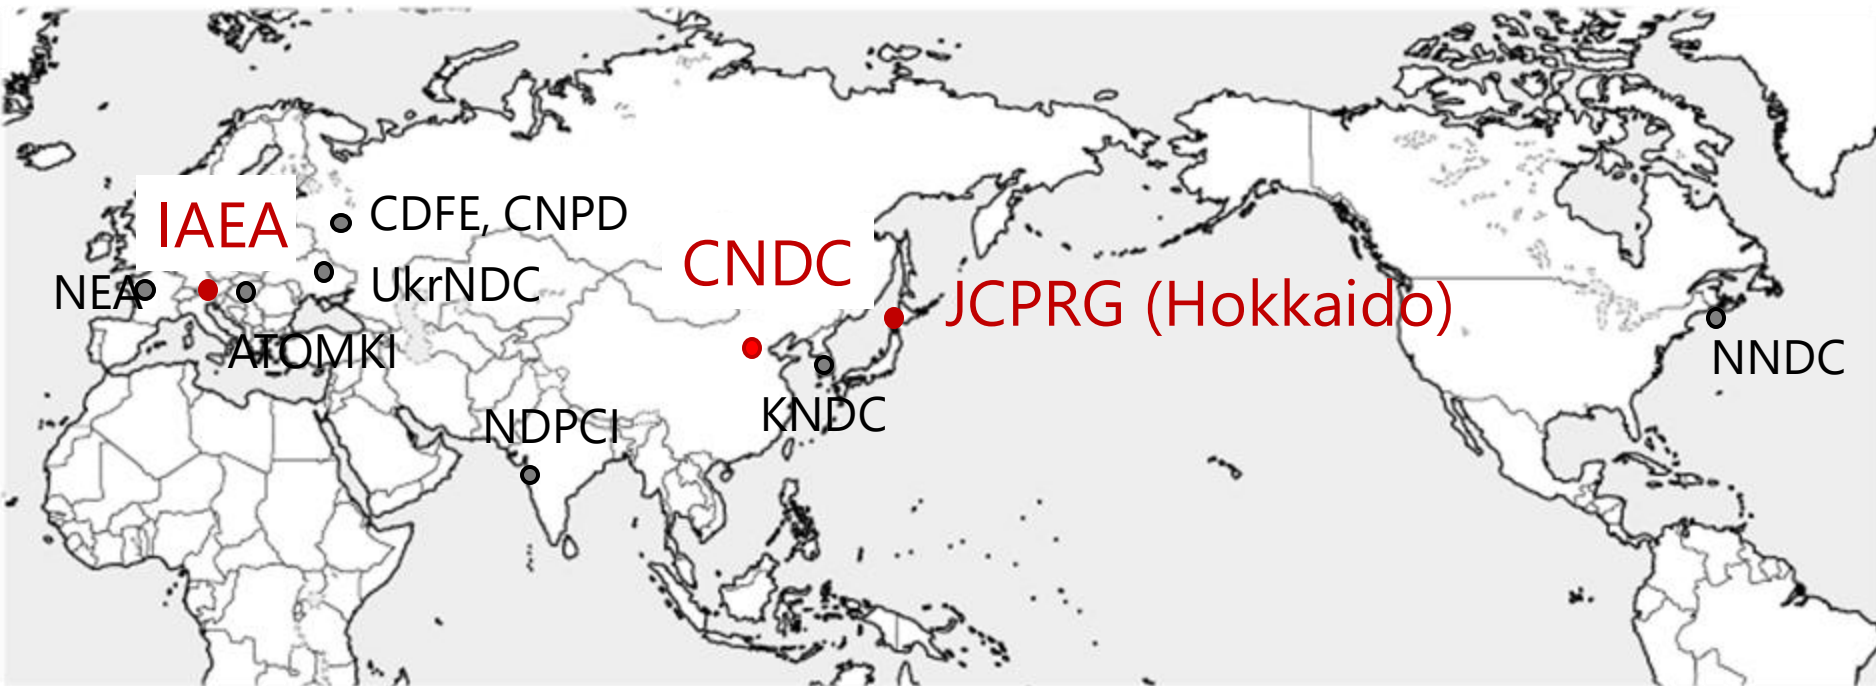 CDFE, CNPD
IAEA
CNDC
NEA
UkrNDC
JCPRG (Hokkaido)
ATOMKI
NNDC
KNDC
NDPCI